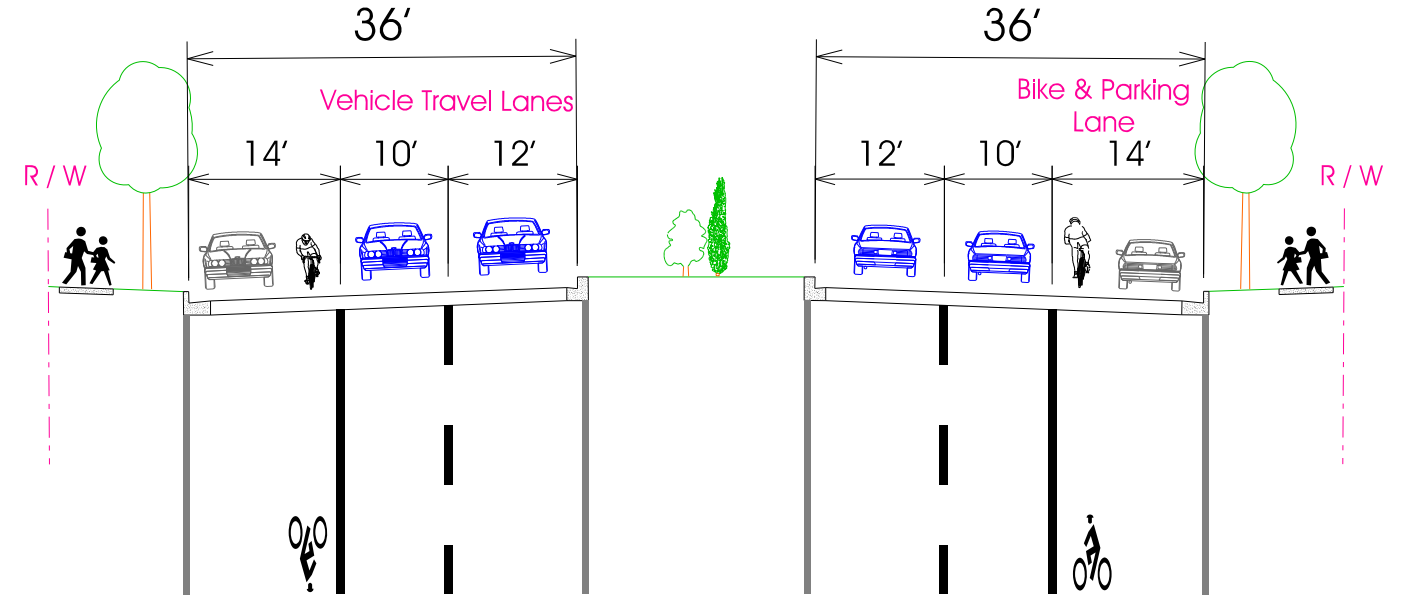 36′ 36′
Vehicle Travel Lanes Bike & Parking
Lane
14′ 10′ 12′ 12′ 10′ 14′
R / W R / W